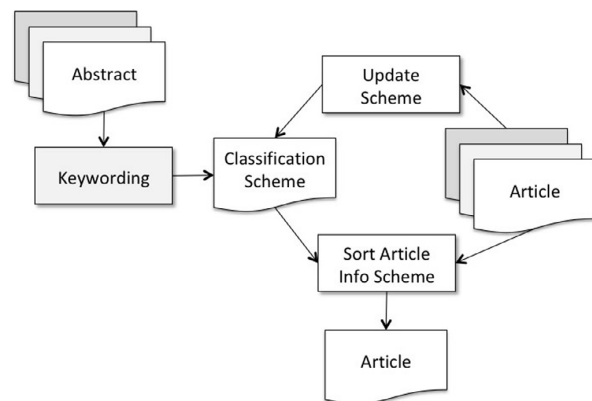 Abstract
Update
Scheme
Keywording
Classification
Scheme
Article
Sort Article
Info Scheme
Article